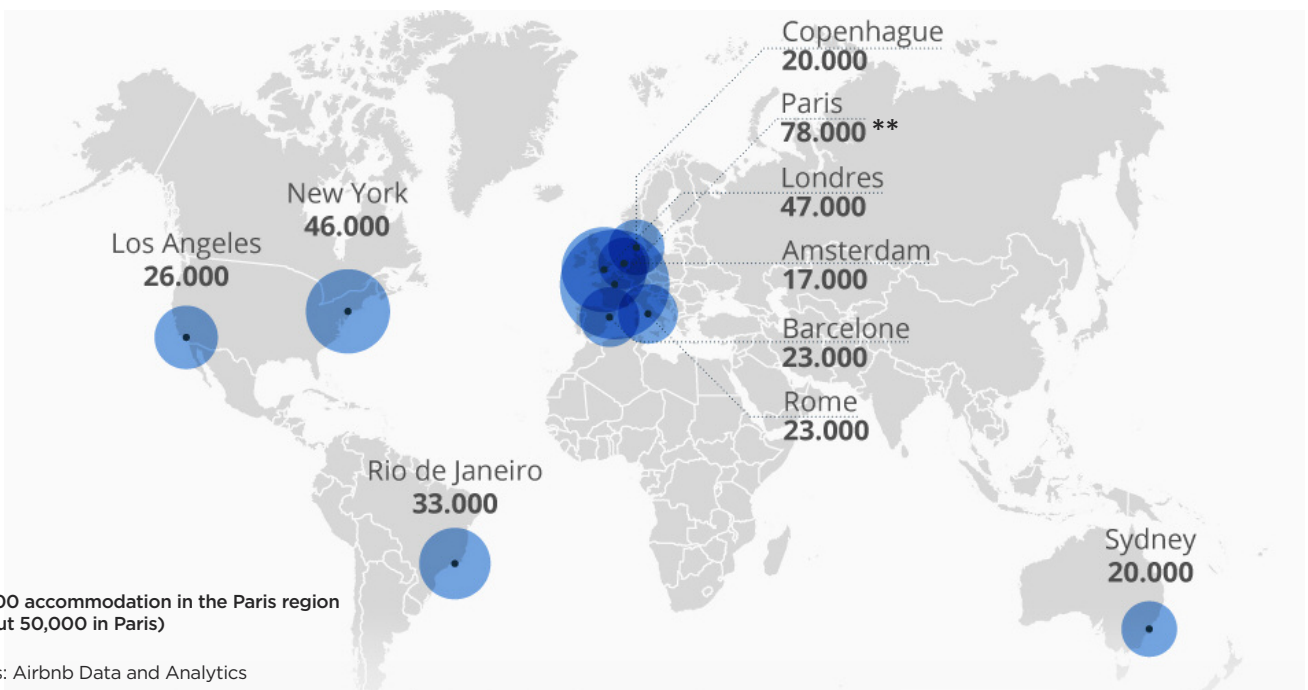 Copenhague
20.000
Paris
78.000 **
Londres
47.000
New York
46.000
Los Angeles
26.000
Amsterdam
17.000
Barcelone
23.000
Rome
23.000
Rio de Janeiro
33.000
Sydney
20.000
00 accommodation in the Paris region
ut 50,000 in Paris)
s: Airbnb Data and Analytics